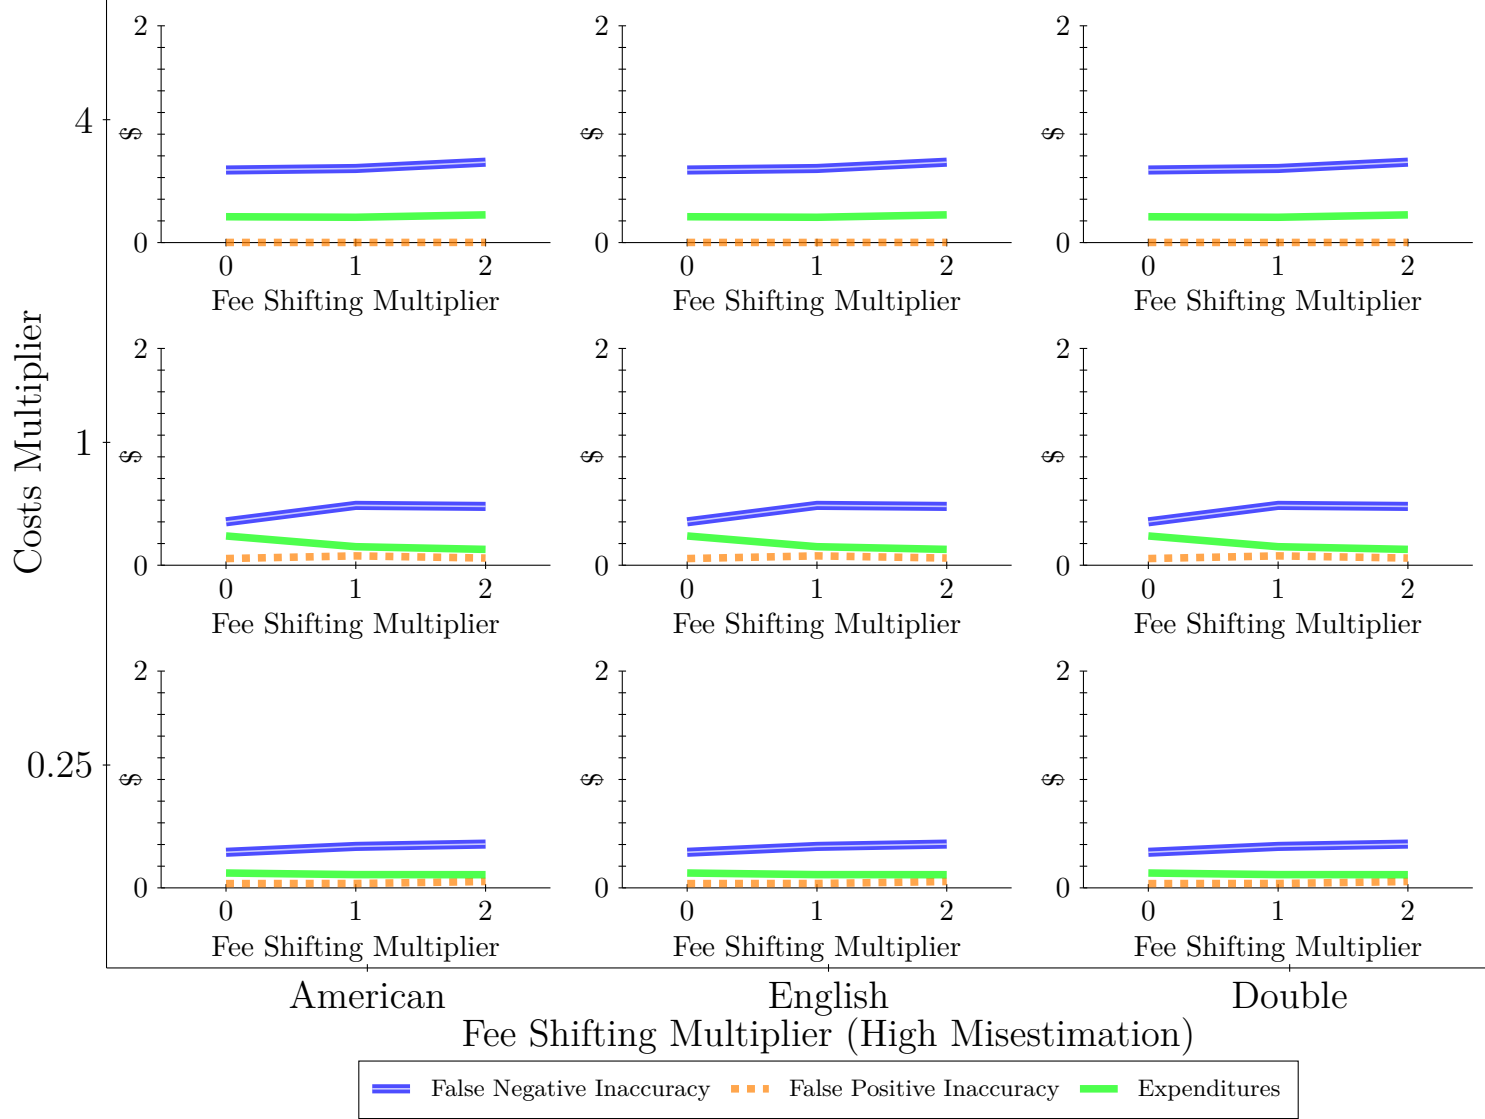 Costs Multiplier
4
1
0.25
2
$
0
0 1 2
Fee Shifting Multiplier
2
$
0
0 1 2
Fee Shifting Multiplier
2
$
0
0 1 2
Fee Shifting Multiplier
2
$
0
0 1 2
Fee Shifting Multiplier
2
$
0
0 1 2
Fee Shifting Multiplier
2
$
0
0 1 2
Fee Shifting Multiplier
2
$
0
0 1 2
Fee Shifting Multiplier
2
$
0
0 1 2
Fee Shifting Multiplier
2
$
0
0 1 2
Fee Shifting Multiplier
American English Double
Fee Shifting Multiplier (High Misestimation)
False Negative Inaccuracy False Positive Inaccuracy Expenditures